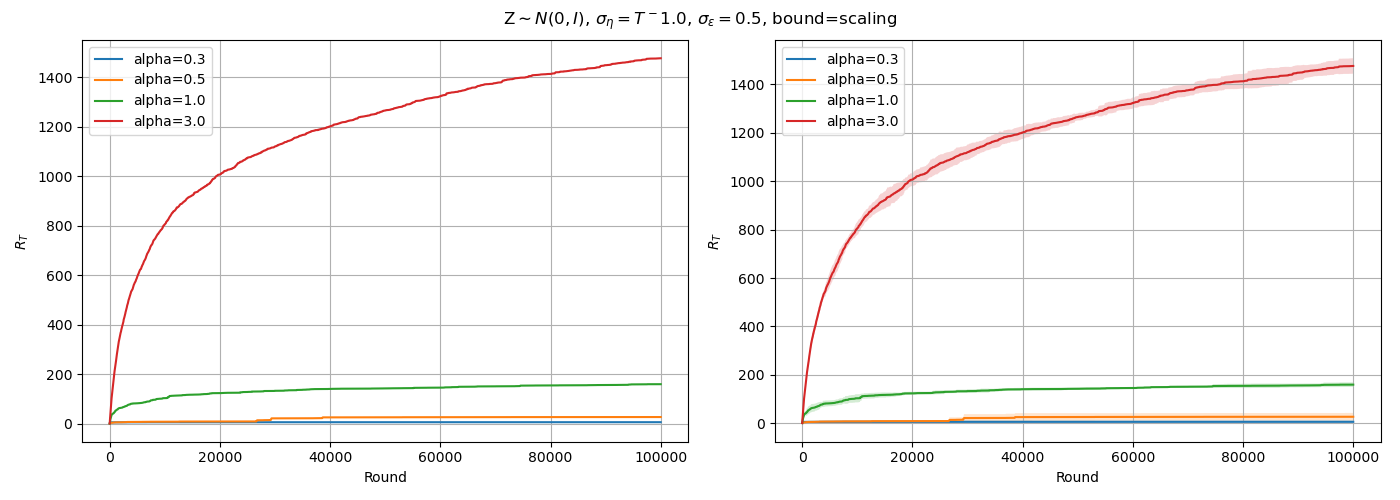 Z ∼ N(0, I), σ_η = T⁻1.0, σ_ε = 0.5, bound=scaling
alpha=0.3
alpha=0.5
alpha=1.0
alpha=3.0
R_T
1400
1200
1000
800
600
400
200
0
0 20000 40000 60000 80000 100000
Round
alpha=0.3
alpha=0.5
alpha=1.0
alpha=3.0
R_T
1400
1200
1000
800
600
400
200
0
0 20000 40000 60000 80000 100000
Round